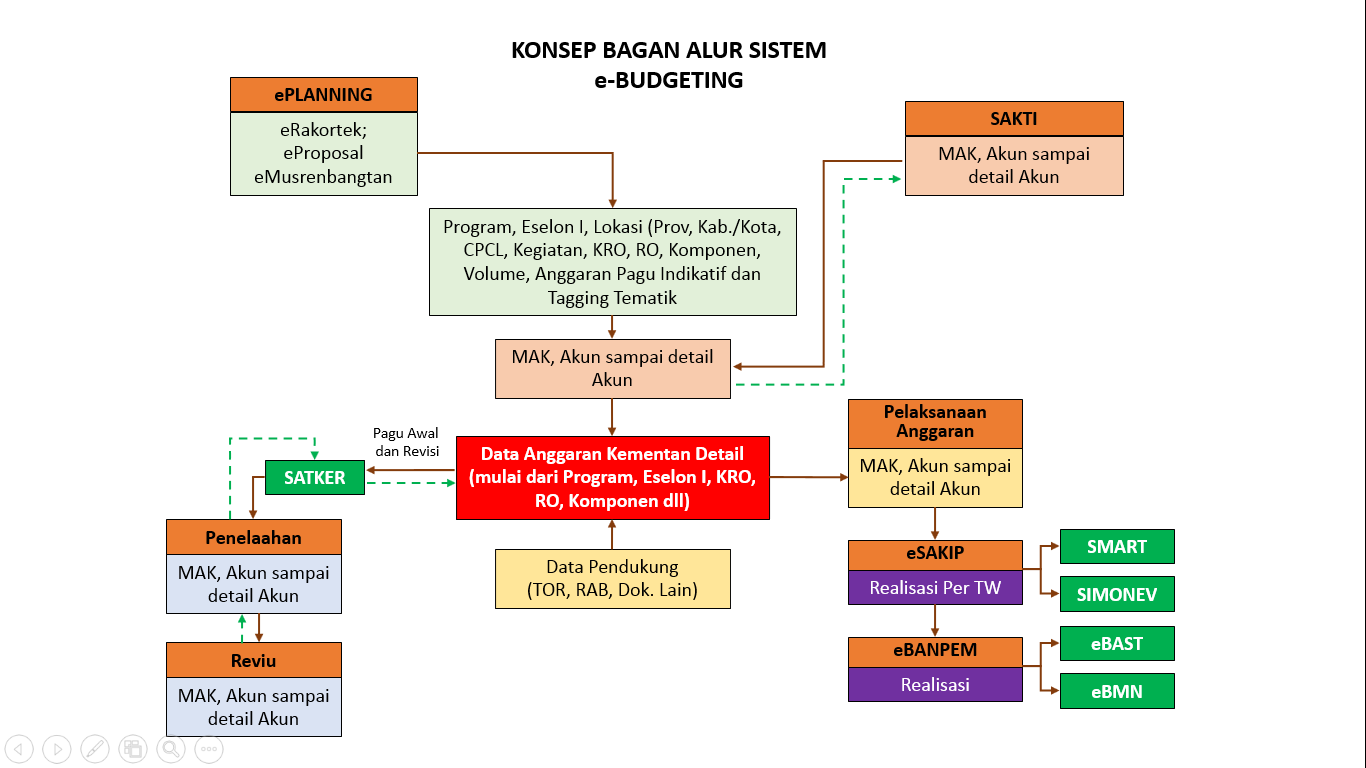 KONSEP BAGAN ALUR SISTEM
e-BUDGETING
ePLANNING
eRakortek;
eProposal
eMusrenbangtan
SAKTI
MAK, Akun sampai
detail Akun
Program, Eselon I, Lokasi (Prov, Kab./Kota,
CPCL, Kegiatan, KRO, RO, Komponen,
Volume, Anggaran Pagu Indikatif dan
Tagging Tematik
MAK, Akun sampai detail
Akun
Pagu Awal
dan Revisi
SATKER
Data Anggaran Kementan Detail
(mulai dari Program, Eselon I, KRO,
RO, Komponen dll)
Pelaksanaan
Anggaran
MAK, Akun sampai
detail Akun
Penelaahan
MAK, Akun sampai
detail Akun
Data Pendukung
(TOR, RAB, Dok. Lain)
eSAKIP
Realisasi Per TW
SMART
SIMONEV
Reviu
MAK, Akun sampai
detail Akun
eBANPEM
Realisasi
eBAST
eBMN